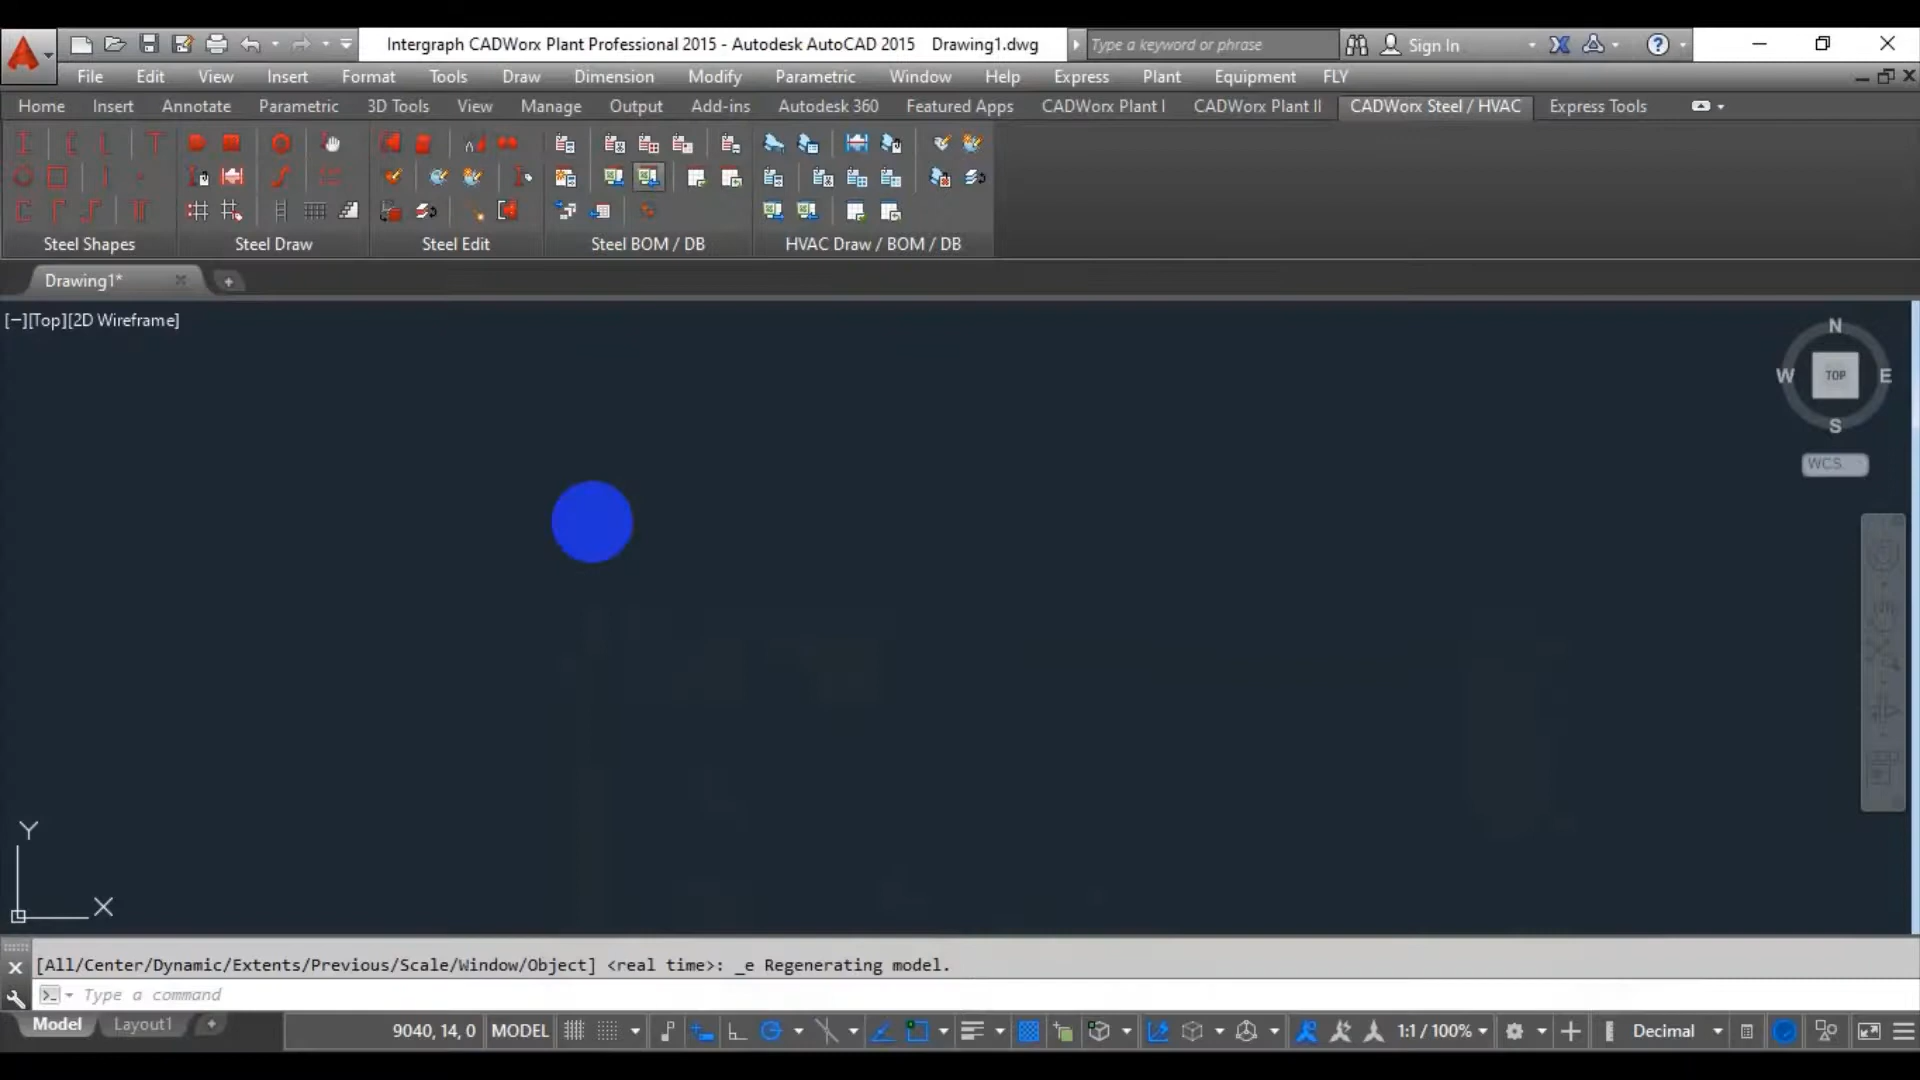 Intergraph CADWorx Plant Professional 2015 - Autodesk AutoCAD 2015 Drawing1.dwg
Type a keyword or phrase
Sign In
File Edit View Insert Format Tools Draw Dimension Modify Parametric Window Help Express Plant Equipment FLY
Home Insert Annotate Parametric 3D Tools View Manage Output Add-ins Autodesk 360 Featured Apps CADWorx Plant I CADWorx Plant II CADWorx Steel / HVAC Express Tools
Steel Shapes Steel Draw Steel Edit Steel BOM / DB HVAC Draw / BOM / DB
Drawing1*
[−][Top][2D Wireframe]
N
W TOP E
S
WCS
Y
X
[All/Center/Dynamic/Extents/Previous/Scale/Window/Object] <real time>: _e Regenerating model.
Type a command
Model Layout1
9040, 14, 0 MODEL 1:1 / 100% Decimal